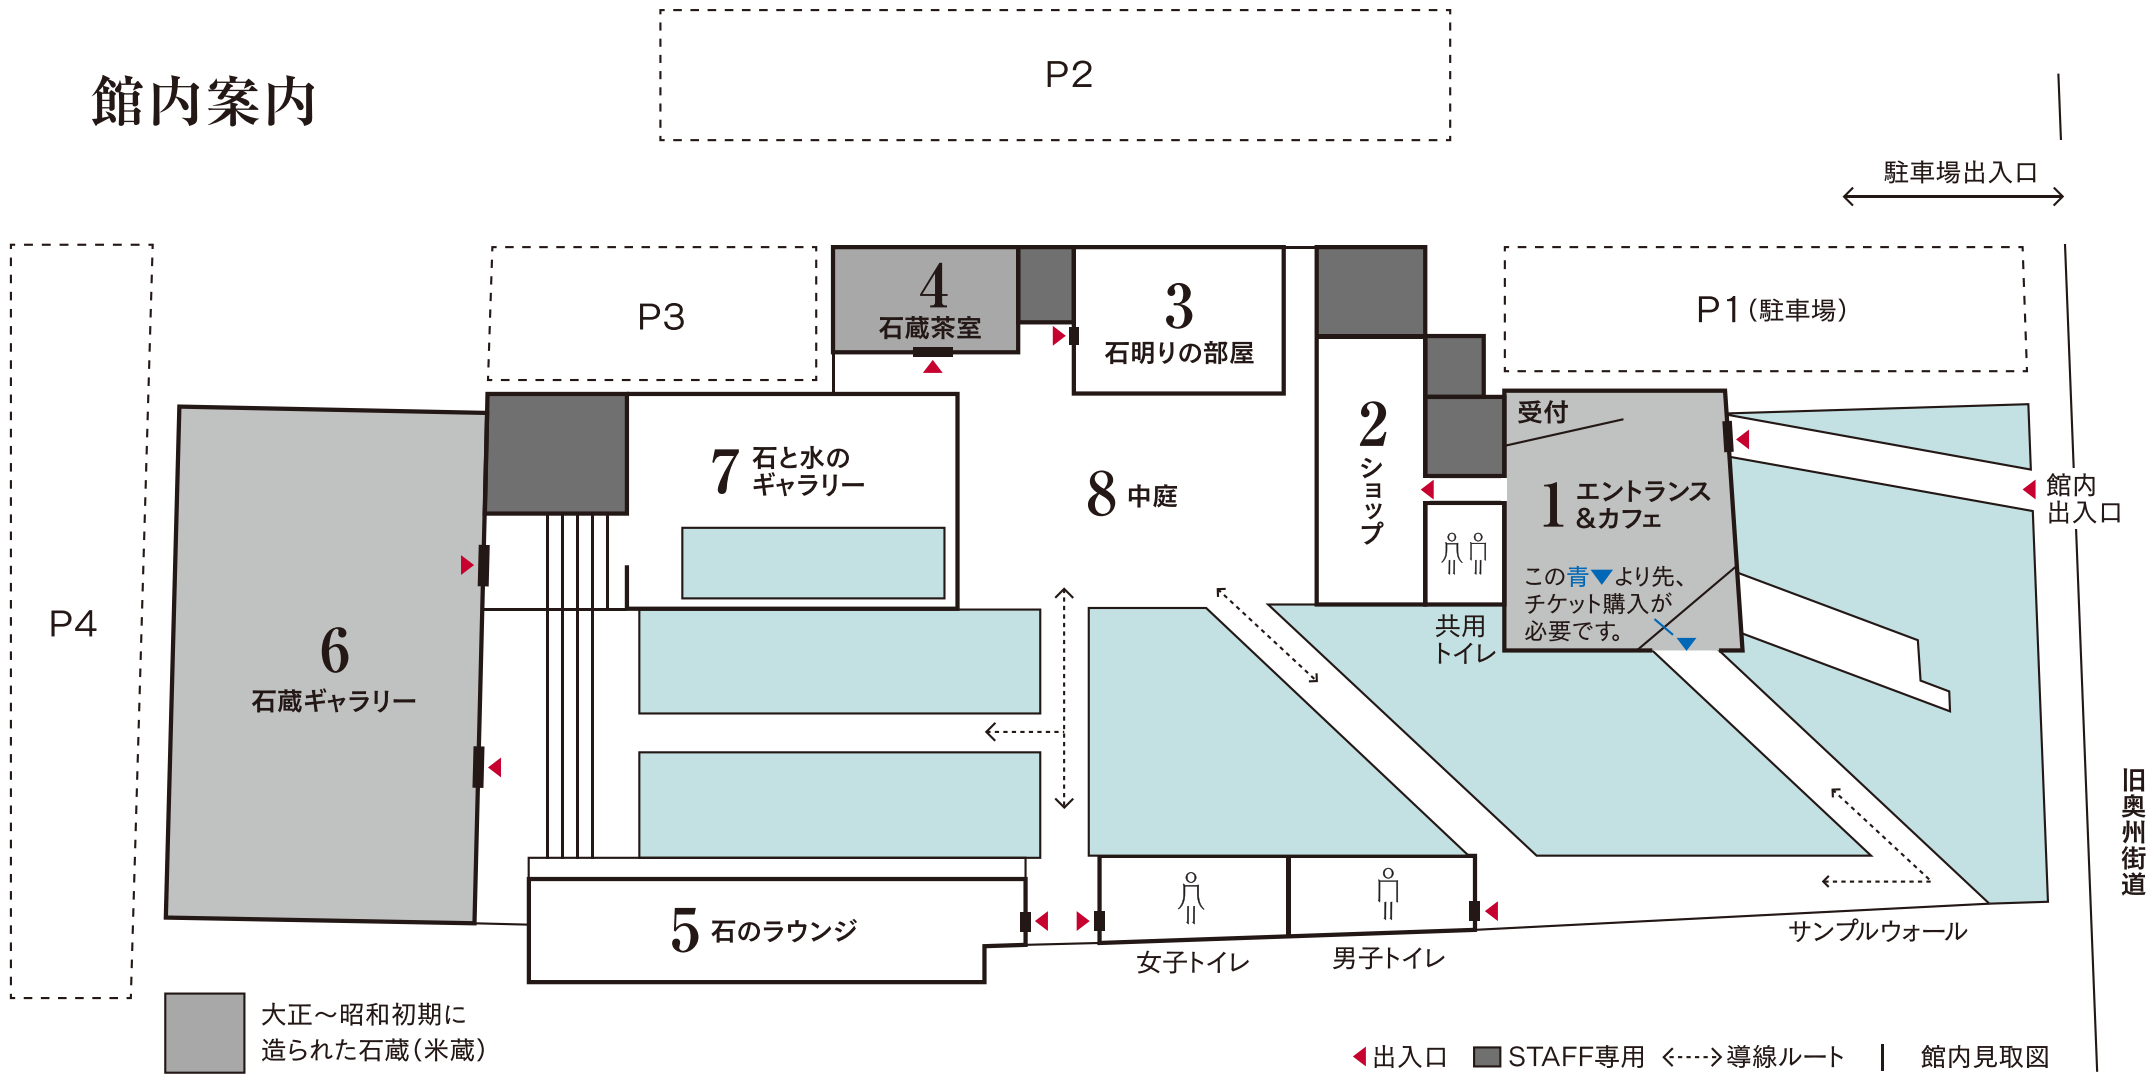 館内案内
P2
駐車場出入口
P1（駐車場）
P3
P4
4
石蔵茶室
3
石明りの部屋
2
ショップ
受付
1 エントランス
&カフェ
この青▼より先、
チケット購入が
必要です。
館内
出入口
7 石と水の
ギャラリー
8 中庭
共用
トイレ
6
石蔵ギャラリー
旧奥州街道
5 石のラウンジ
女子トイレ
男子トイレ
サンプルウォール
大正〜昭和初期に
造られた石蔵（米蔵）
出入口 STAFF専用 導線ルート 館内見取図